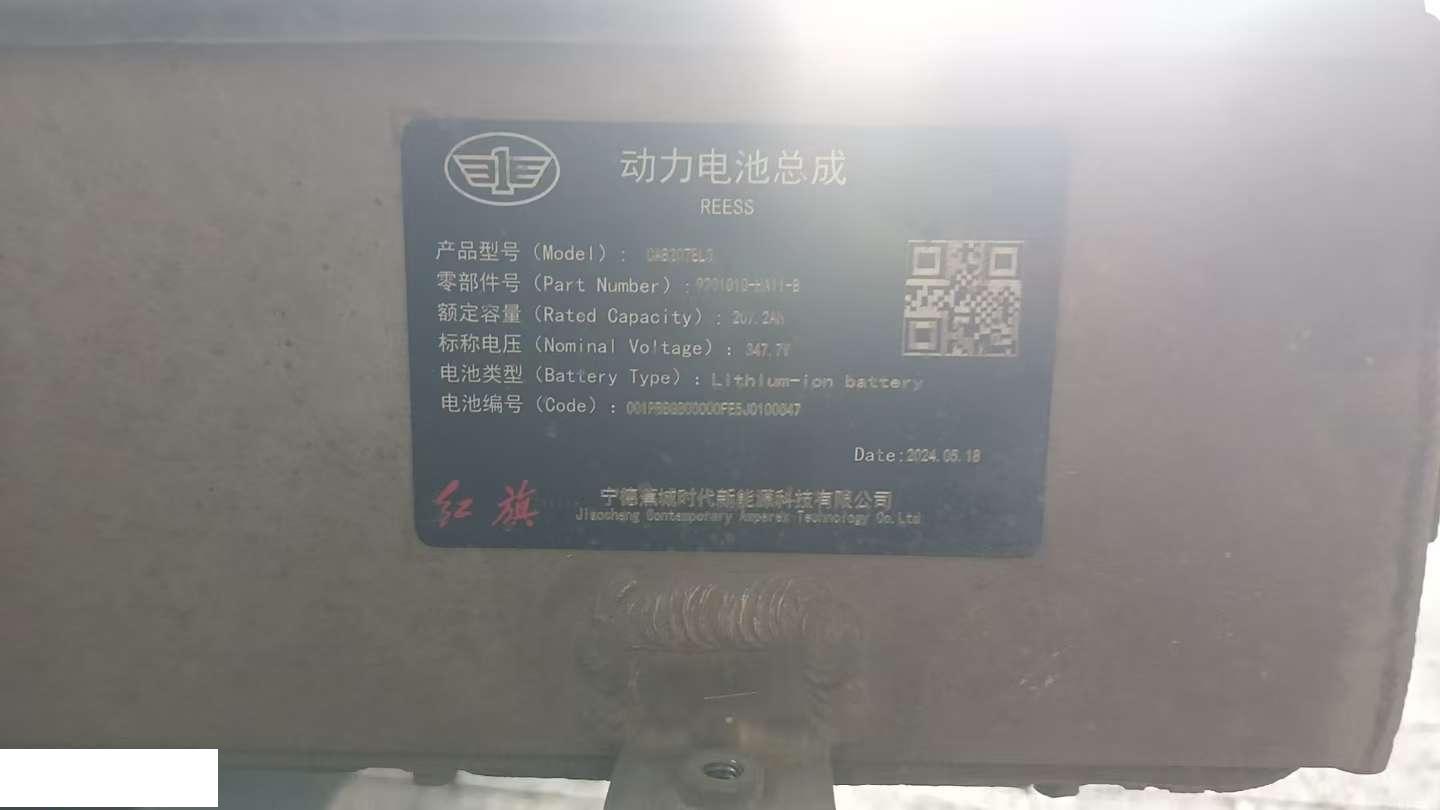 动力电池总成
REESS
产品型号（Model）：
零部件号（Part Number）：
额定容量（Rated Capacity）：207.2Ah
标称电压（Nominal Voltage）：347.7V
电池类型（Battery Type）：Lithium-ion battery
电池编号（Code）：
Date:2024.05.18
红旗
宁德蕉城时代新能源科技有限公司
Jiaocheng Contemporary Amperex Technology Co.Ltd